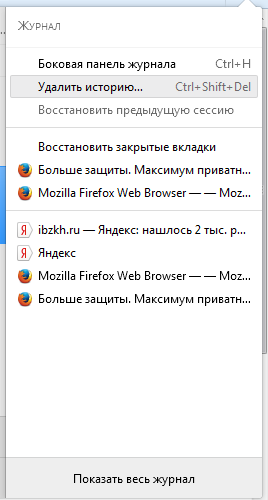 Журнал
Боковая панель журнала Ctrl+H
Удалить историю... Ctrl+Shift+Del
Восстановить предыдущую сессию
Восстановить закрытые вкладки
Больше защиты. Максимум приватн...
Mozilla Firefox Web Browser — — Moz...
ibzkh.ru — Яндекс: нашлось 2 тыс. р...
Яндекс
Mozilla Firefox Web Browser — — Moz...
Больше защиты. Максимум приватн...
Показать весь журнал